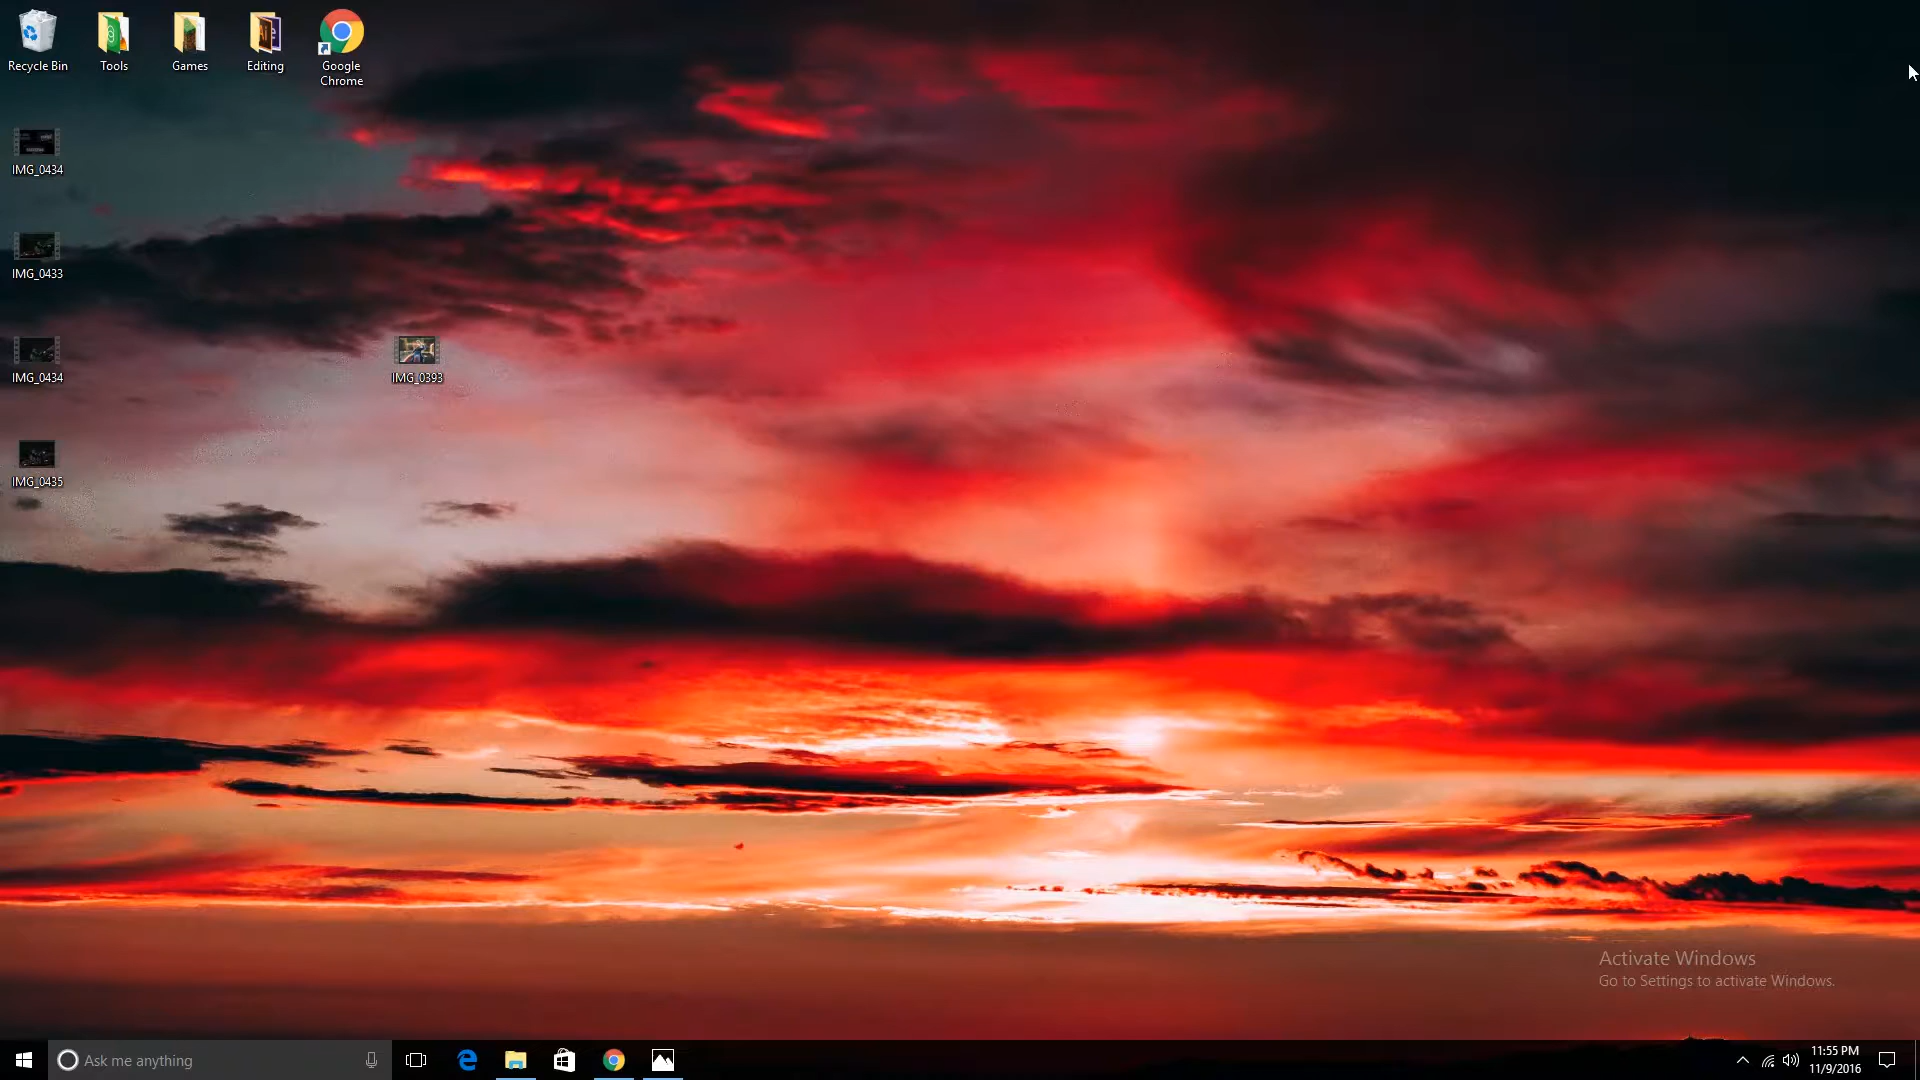 Recycle Bin
Tools
Games
Editing
Google
Chrome
IMG_0434
IMG_0433
IMG_0434
IMG_0393
IMG_0435
Activate Windows
Go to Settings to activate Windows.
Ask me anything
11:55 PM
11/9/2016